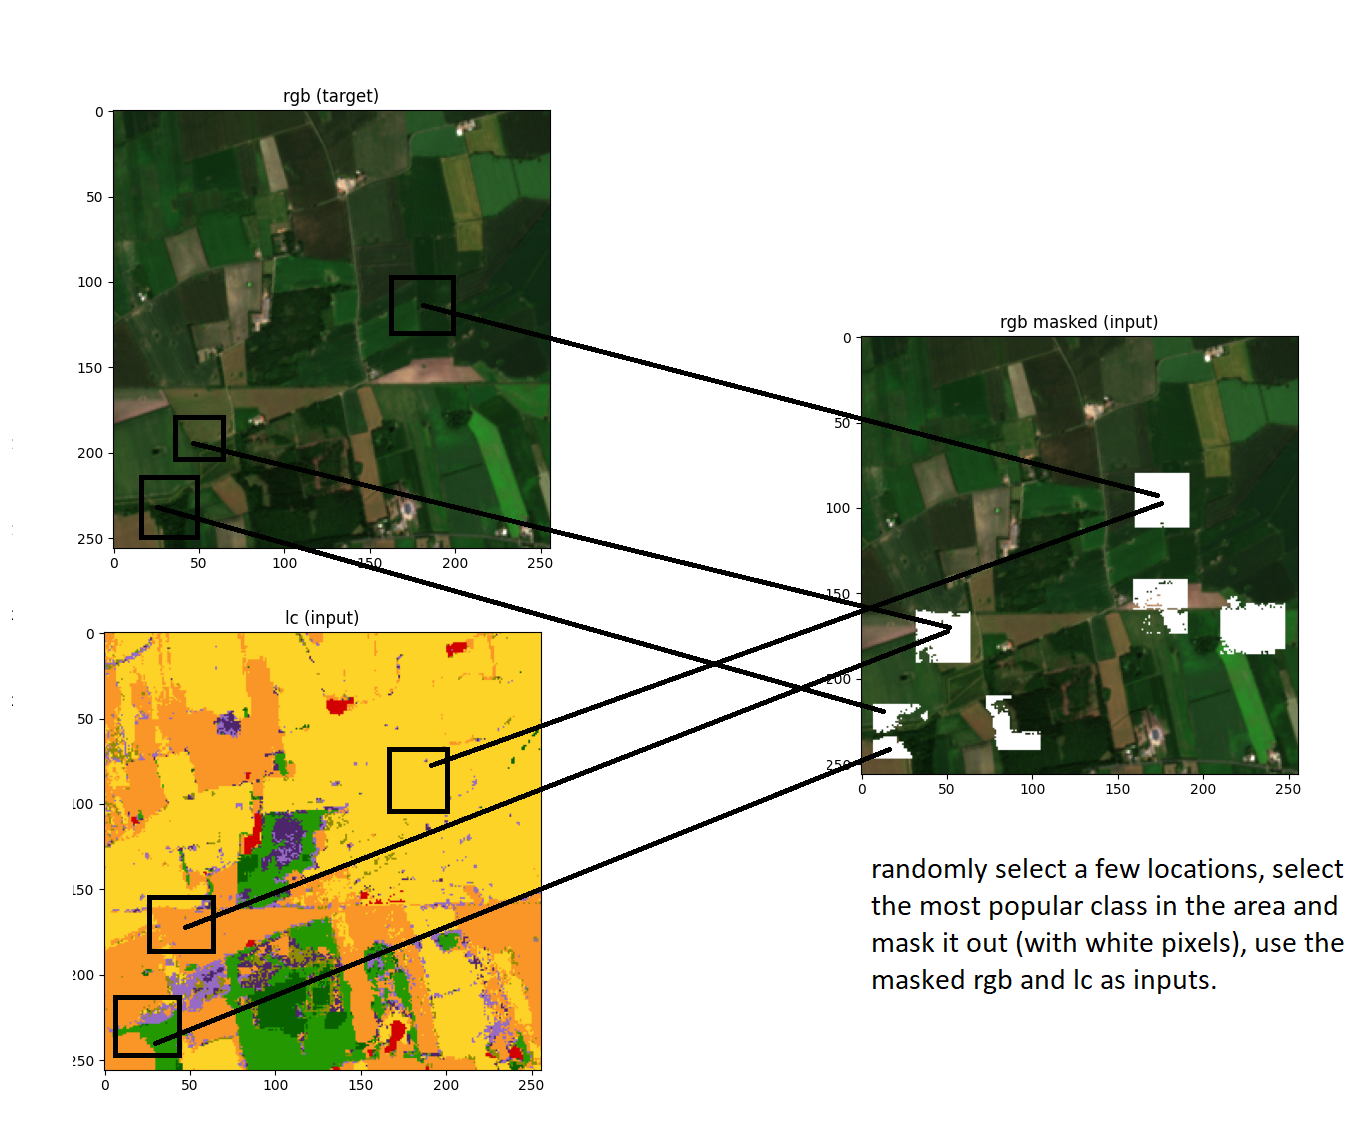 rgb (target)
0
50
100
150
200
250
0 50 100 150 200 250
lc (input)
0
50
100
150
200
250
0 50 100 150 200 250
rgb masked (input)
0
50
100
150
200
250
0 50 100 150 200 250
randomly select a few locations, select
the most popular class in the area and
mask it out (with white pixels), use the
masked rgb and lc as inputs.